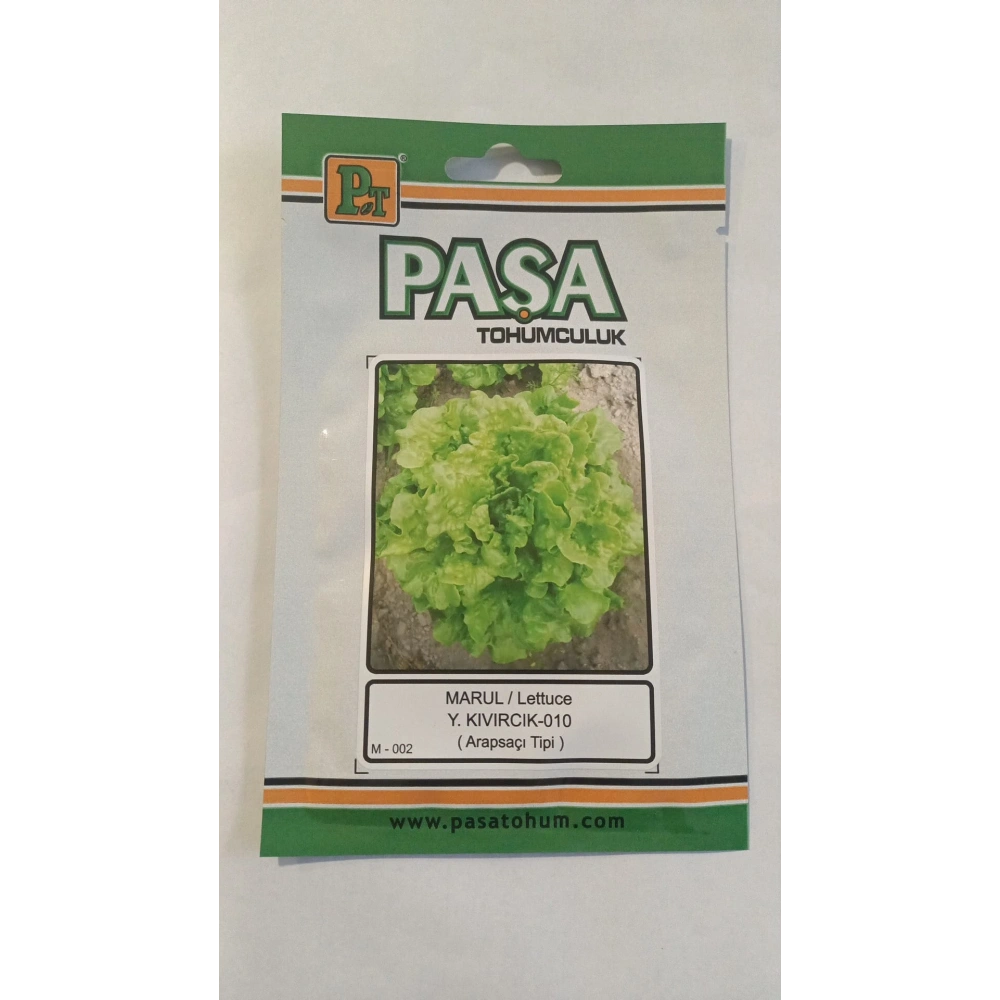 PT®
PAŞA
TOHUMCULUK
MARUL / Lettuce
Y. KIVIRCIK-010
( Arapsaçı Tipi )
M - 002
www.pasatohum.com